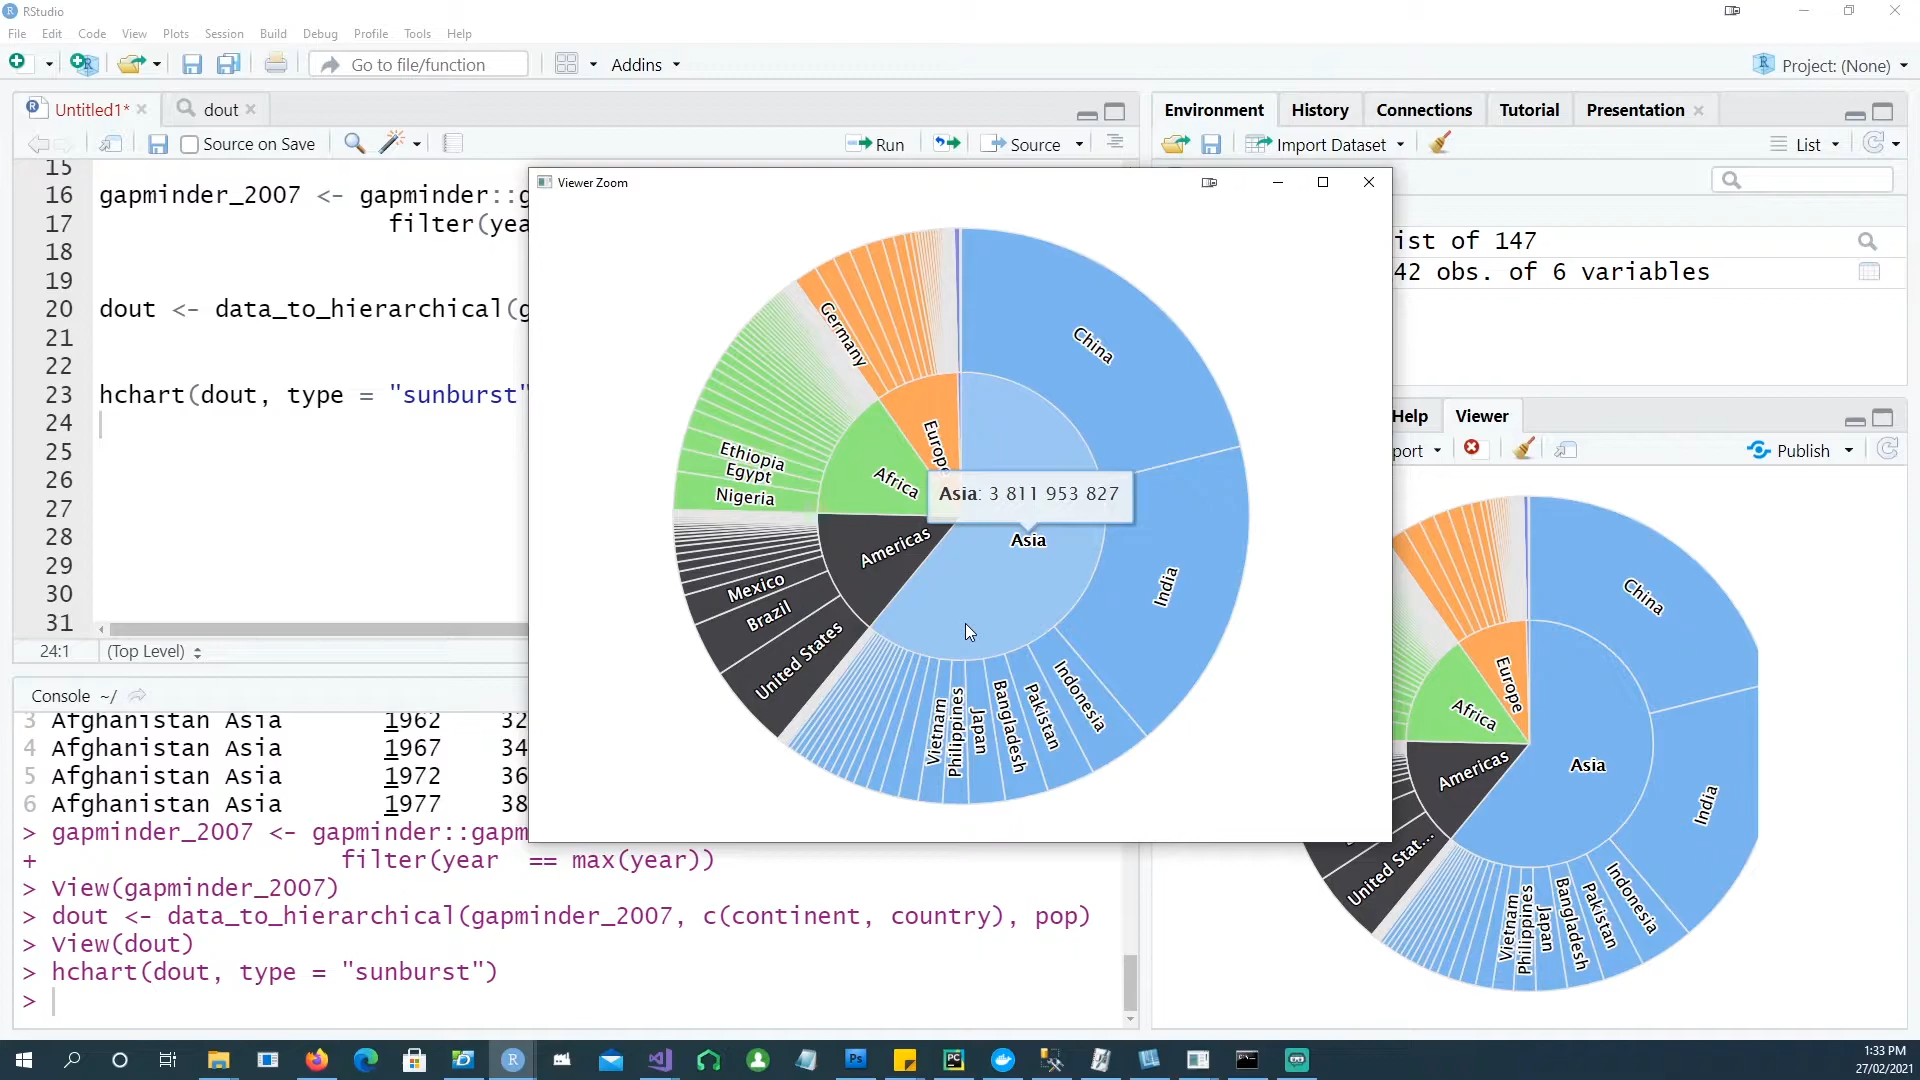 RStudio
File Edit Code View Plots Session Build Debug Profile Tools Help
Go to file/function
Addins
Project: (None)
Untitled1*
dout
Source on Save
Run
Source
15
16 gapminder_2007 <- gapminder::g
17 filter(yea
18
19
20 dout <- data_to_hierarchical(g
21
22
23 hchart(dout, type = "sunburst"
24
25
26
27
28
29
30
31
24:1 (Top Level)
Console ~/
3 Afghanistan Asia 1962 32
4 Afghanistan Asia 1967 34
5 Afghanistan Asia 1972 36
6 Afghanistan Asia 1977 38
> gapminder_2007 <- gapminder::gapm
+ filter(year == max(year))
> View(gapminder_2007)
> dout <- data_to_hierarchical(gapminder_2007, c(continent, country), pop)
> View(dout)
> hchart(dout, type = "sunburst")
>
Viewer Zoom
China
India
Indonesia
Pakistan
Bangladesh
Japan
Philippines
Vietnam
United States
Brazil
Mexico
Nigeria
Egypt
Ethiopia
Germany
Europe
Africa
Americas
Asia
Asia: 3 811 953 827
Environment History Connections Tutorial Presentation
Import Dataset
List
ist of 147
42 obs. of 6 variables
Help Viewer
port
Publish
China
India
Indonesia
Pakistan
Bangladesh
Japan
Philippines
Vietnam
United Stat...
Europe
Africa
Americas
Asia
1:33 PM
27/02/2021